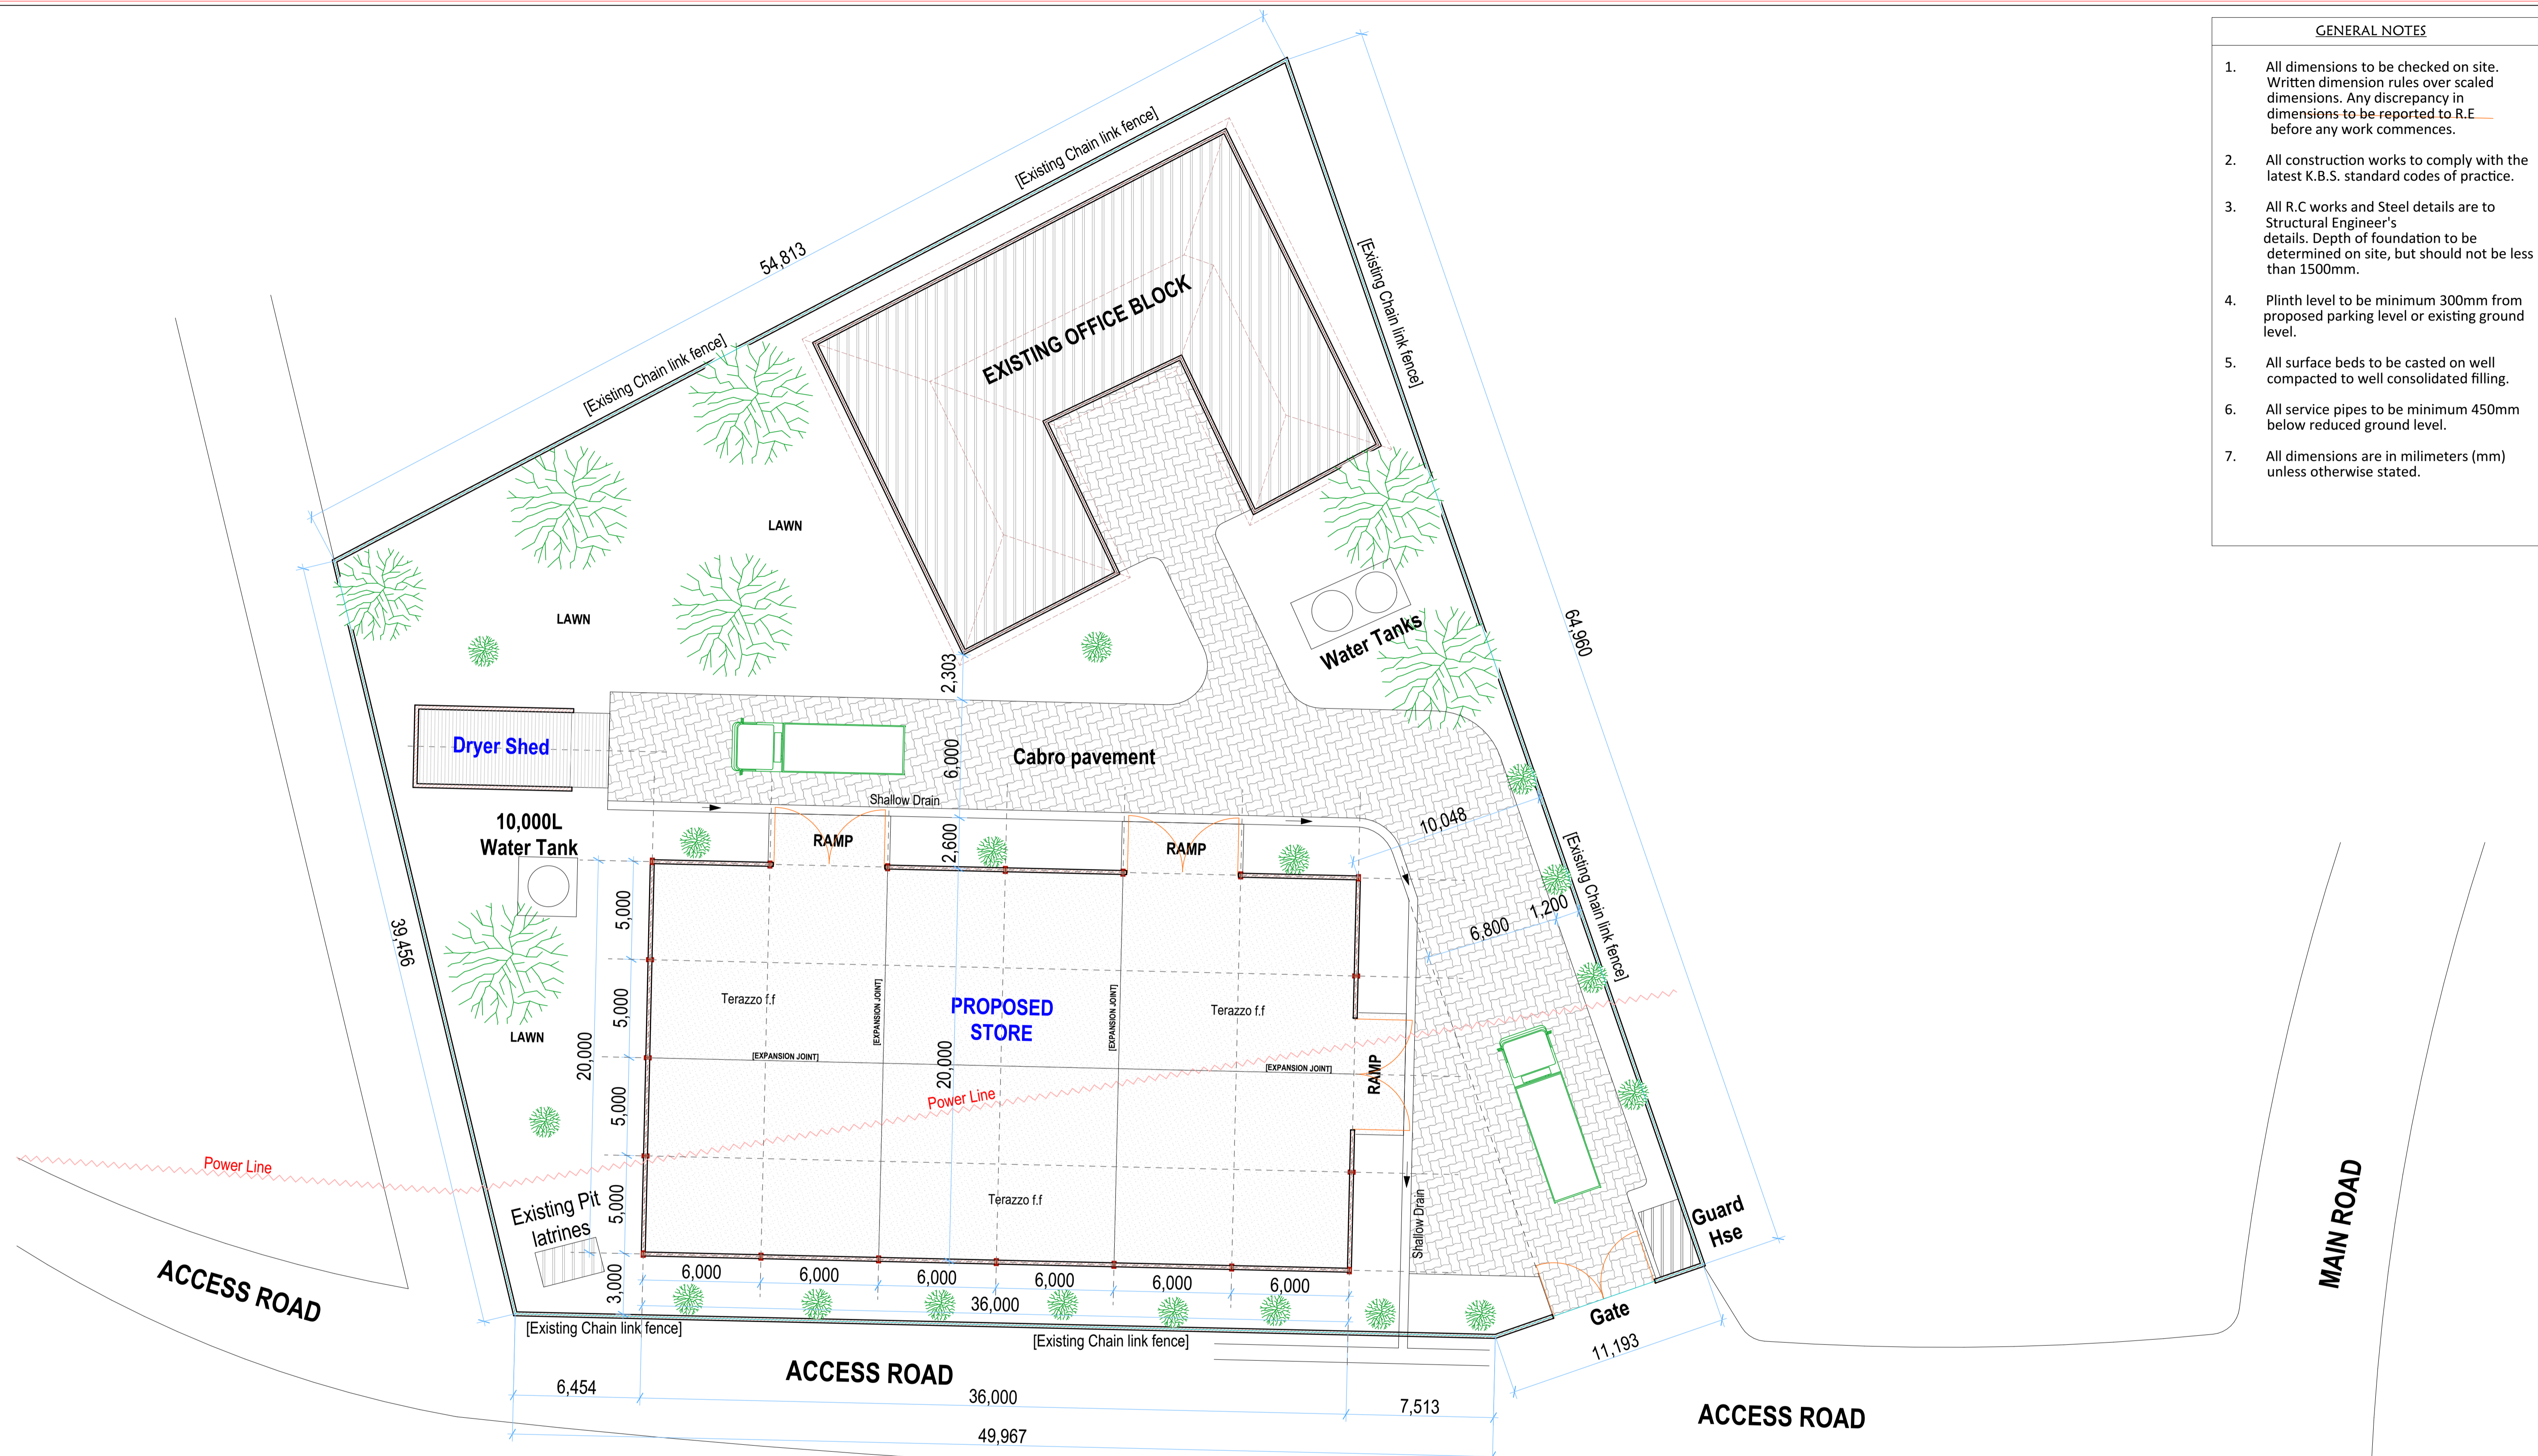 GENERAL NOTES
1. All dimensions to be checked on site.
Written dimension rules over scaled
dimensions. Any discrepancy in
dimensions to be reported to R.E
before any work commences.
2. All construction works to comply with the
latest K.B.S. standard codes of practice.
3. All R.C works and Steel details are to
Structural Engineer's
details. Depth of foundation to be
determined on site, but should not be less
than 1500mm.
4. Plinth level to be minimum 300mm from
proposed parking level or existing ground
level.
5. All surface beds to be casted on well
compacted to well consolidated filling.
6. All service pipes to be minimum 450mm
below reduced ground level.
7. All dimensions are in milimeters (mm)
unless otherwise stated.
[Existing Chain link fence]
54,813
[Existing Chain link fence]
[Existing Chain link fence]
EXISTING OFFICE BLOCK
LAWN
LAWN
64,960
Water Tanks
2,303
Dryer Shed
6,000
Cabro pavement
Shallow Drain
10,000L
Water Tank
RAMP
2,600
RAMP
10,048
[Existing Chain link fence]
1,200
6,800
39,456
5,000
5,000
5,000
5,000
20,000
3,000
LAWN
Terazzo f.f
[EXPANSION JOINT]
PROPOSED
STORE
[EXPANSION JOINT]
Terazzo f.f
[EXPANSION JOINT]
20,000
[EXPANSION JOINT]
RAMP
Power Line
Power Line
Terazzo f.f
Shallow Drain
Existing Pit
latrines
Guard
Hse
6,000
6,000
6,000
6,000
6,000
6,000
36,000
Gate
11,193
[Existing Chain link fence]
[Existing Chain link fence]
ACCESS ROAD
ACCESS ROAD
ACCESS ROAD
MAIN ROAD
6,454
36,000
7,513
49,967